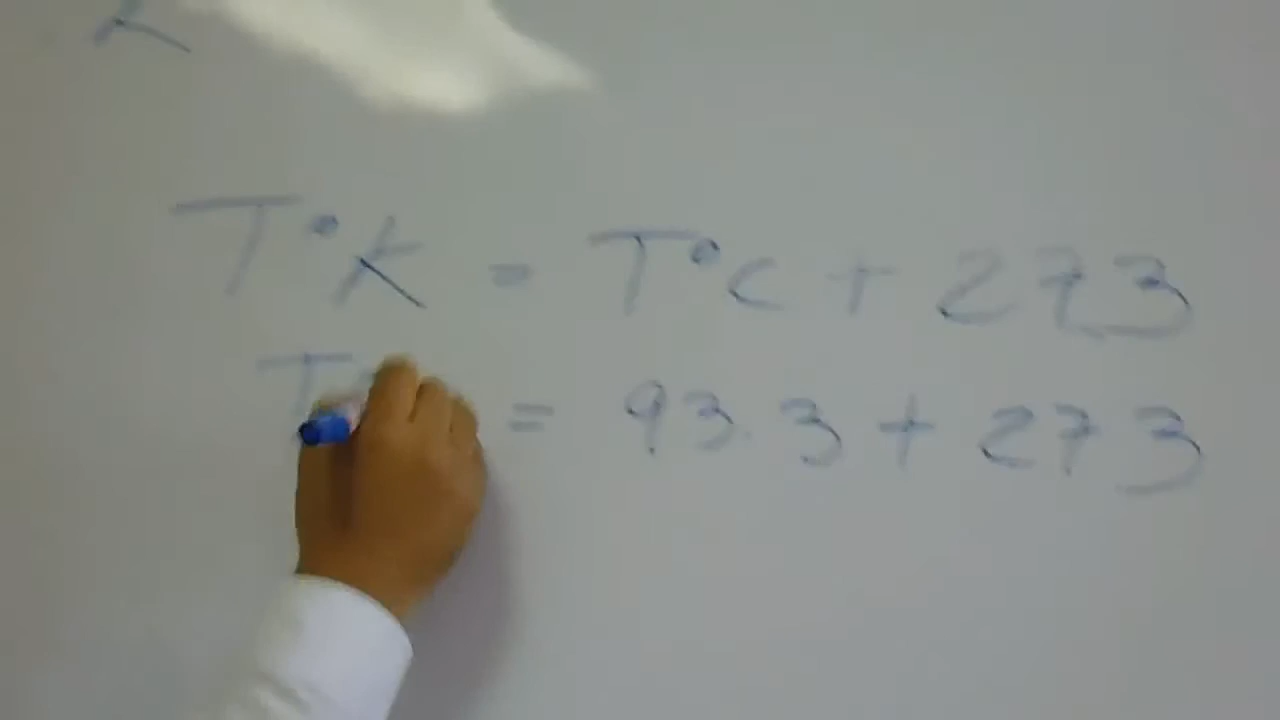 T°K = T°C + 273
T = 93.3 + 273